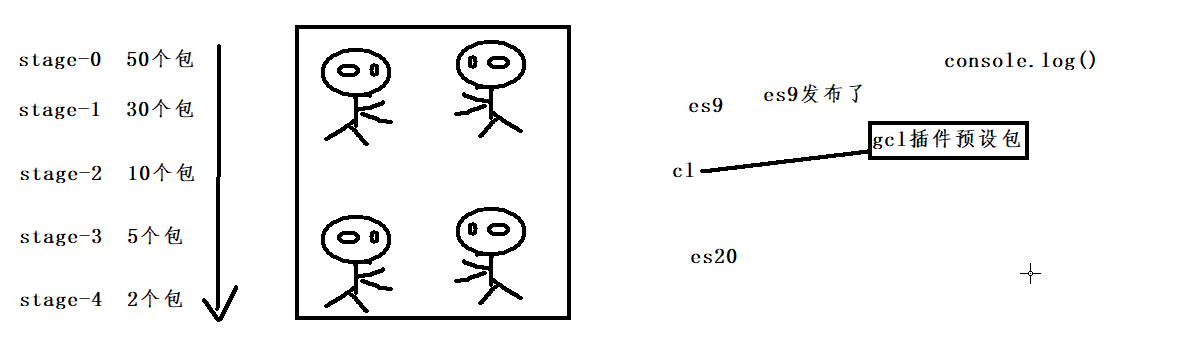 stage-0 50个包
stage-1 30个包
stage-2 10个包
stage-3 5个包
stage-4 2个包
console.log()
es9发布了
es9
gcl插件预设包
cl
es20